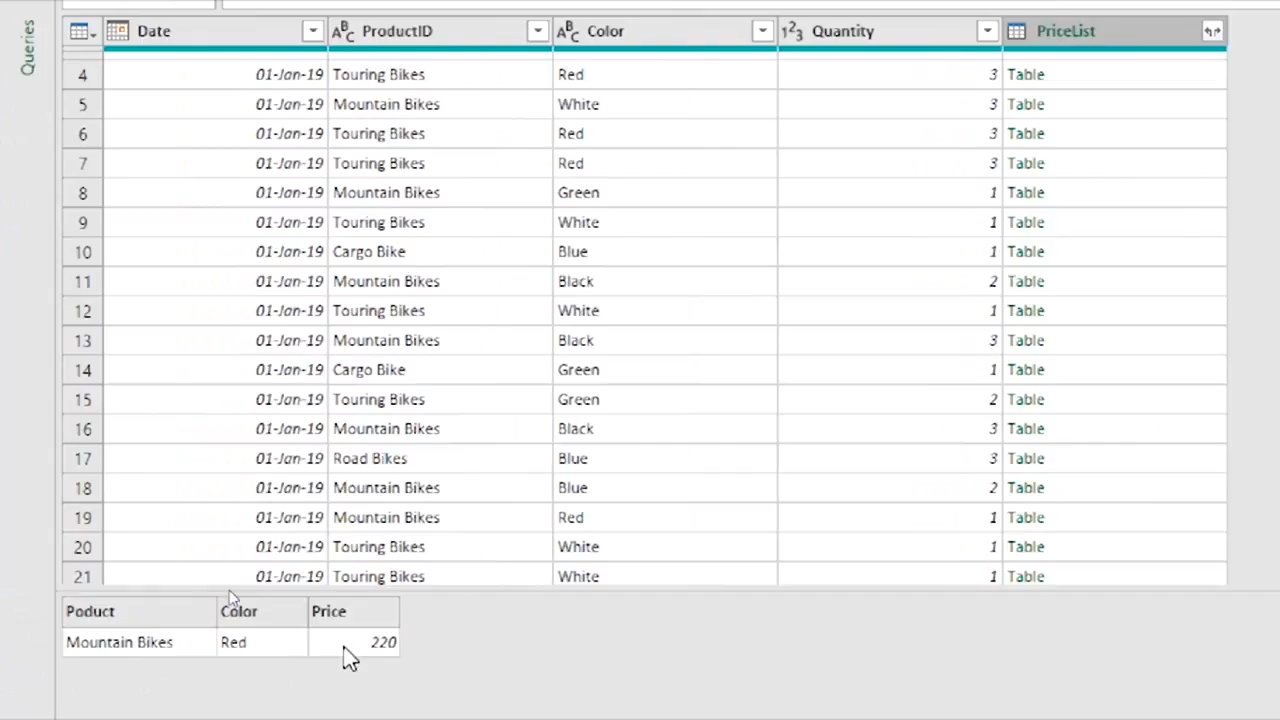 Queries
Date ABC ProductID ABC Color 123 Quantity PriceList
4 01-Jan-19 Touring Bikes Red 3 Table
5 01-Jan-19 Mountain Bikes White 3 Table
6 01-Jan-19 Touring Bikes Red 3 Table
7 01-Jan-19 Touring Bikes Red 3 Table
8 01-Jan-19 Mountain Bikes Green 1 Table
9 01-Jan-19 Touring Bikes White 1 Table
10 01-Jan-19 Cargo Bike Blue 1 Table
11 01-Jan-19 Mountain Bikes Black 2 Table
12 01-Jan-19 Touring Bikes White 1 Table
13 01-Jan-19 Mountain Bikes Black 3 Table
14 01-Jan-19 Cargo Bike Green 1 Table
15 01-Jan-19 Touring Bikes Green 2 Table
16 01-Jan-19 Mountain Bikes Black 3 Table
17 01-Jan-19 Road Bikes Blue 3 Table
18 01-Jan-19 Mountain Bikes Blue 2 Table
19 01-Jan-19 Mountain Bikes Red 1 Table
20 01-Jan-19 Touring Bikes White 1 Table
21 01-Jan-19 Touring Bikes White 1 Table
Poduct Color Price
Mountain Bikes Red 220